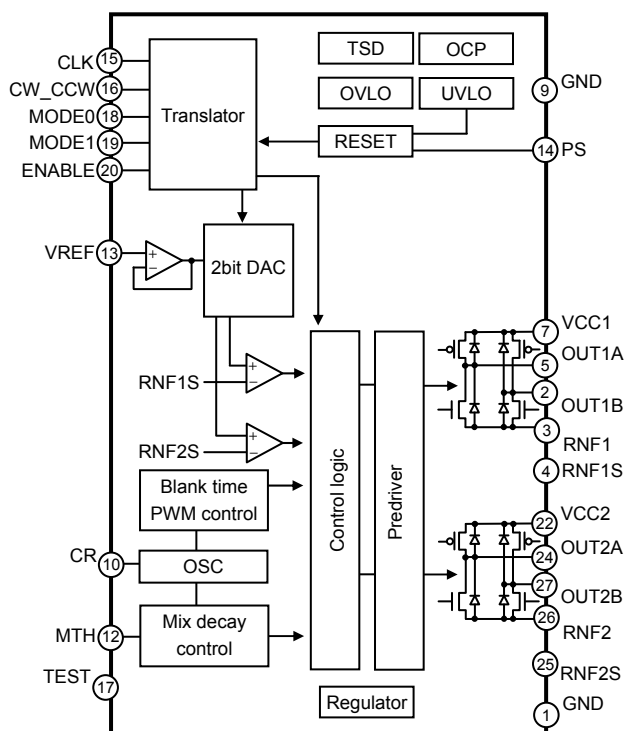 CLK
15
CW_CCW
16
MODE0
18
MODE1
19
ENABLE
20
Translator
TSD
OCP
OVLO
UVLO
RESET
9
GND
14
PS
VREF
13
+
−
2bit DAC
RNF1S
+
−
RNF2S
+
−
Blank time
PWM control
CR
10
OSC
MTH
12
Mix decay
control
TEST
17
Control logic
Predriver
Regulator
7
VCC1
5
OUT1A
2
OUT1B
3
RNF1
4
RNF1S
22
VCC2
24
OUT2A
27
OUT2B
26
RNF2
25
RNF2S
1
GND